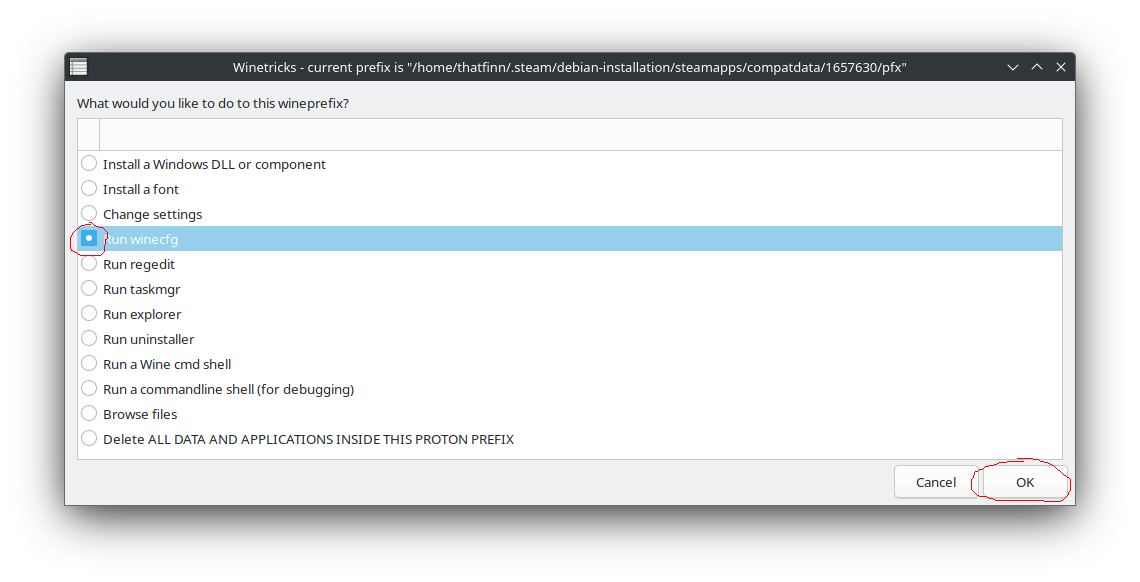 Winetricks - current prefix is "/home/thatfinn/.steam/debian-installation/steamapps/compatdata/1657630/pfx"
What would you like to do to this wineprefix?
Install a Windows DLL or component
Install a font
Change settings
Run winecfg
Run regedit
Run taskmgr
Run explorer
Run uninstaller
Run a Wine cmd shell
Run a commandline shell (for debugging)
Browse files
Delete ALL DATA AND APPLICATIONS INSIDE THIS PROTON PREFIX
Cancel OK